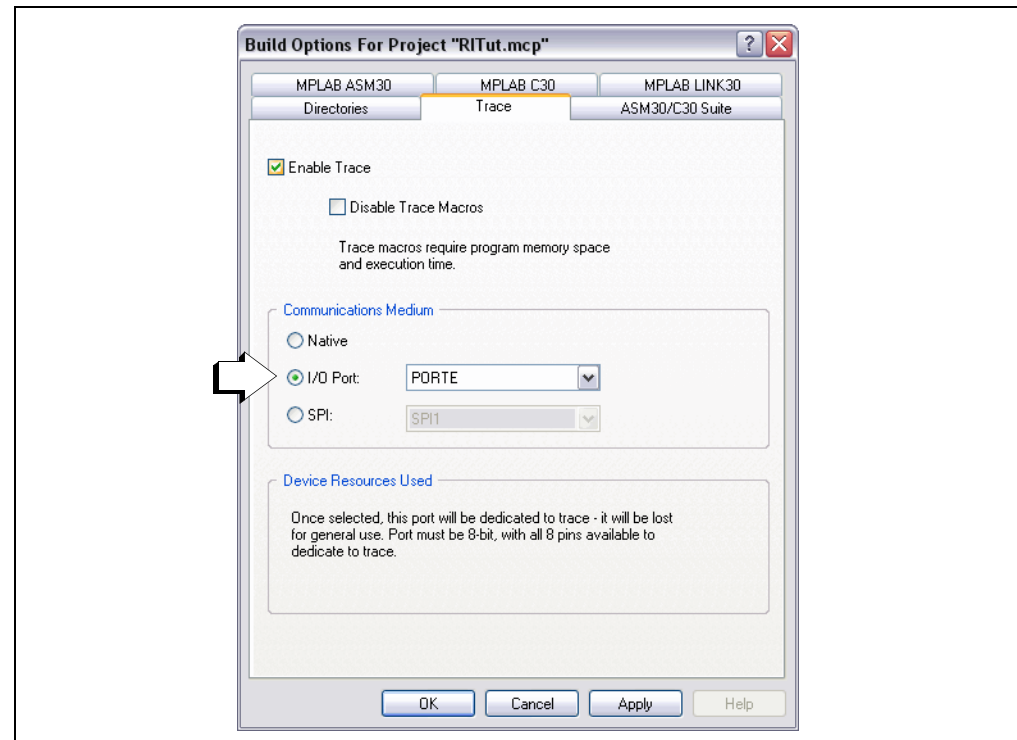 Build Options For Project "RITut.mcp"
MPLAB ASM30 MPLAB C30 MPLAB LINK30
Directories Trace ASM30/C30 Suite
Enable Trace
Disable Trace Macros
Trace macros require program memory space
and execution time.
Communications Medium
Native
I/O Port: PORTE
SPI: SPI1
Device Resources Used
Once selected, this port will be dedicated to trace - it will be lost
for general use. Port must be 8-bit, with all 8 pins available to
dedicate to trace.
OK Cancel Apply Help